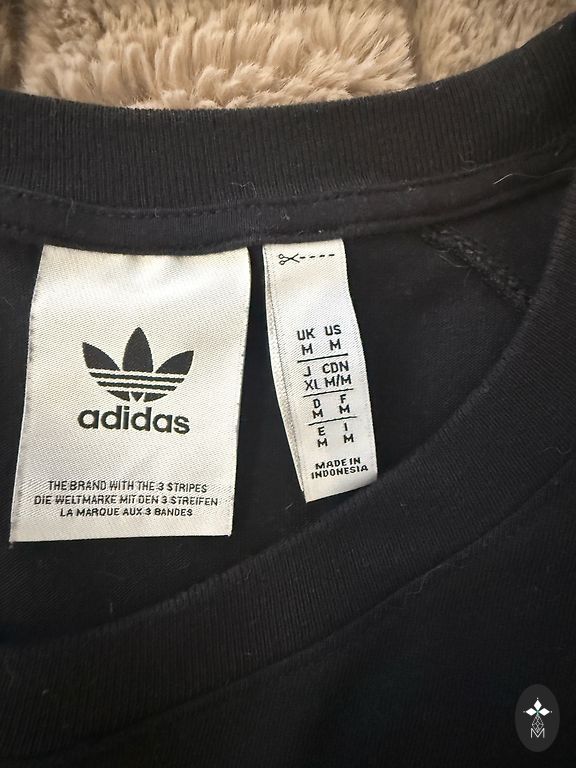 adidas
THE BRAND WITH THE 3 STRIPES
DIE WELTMARKE MIT DEN 3 STREIFEN
LA MARQUE AUX 3 BANDES
UK US
M M
J CDN
XL M/M
D F
M M
E I
M M
MADE IN
INDONESIA
M